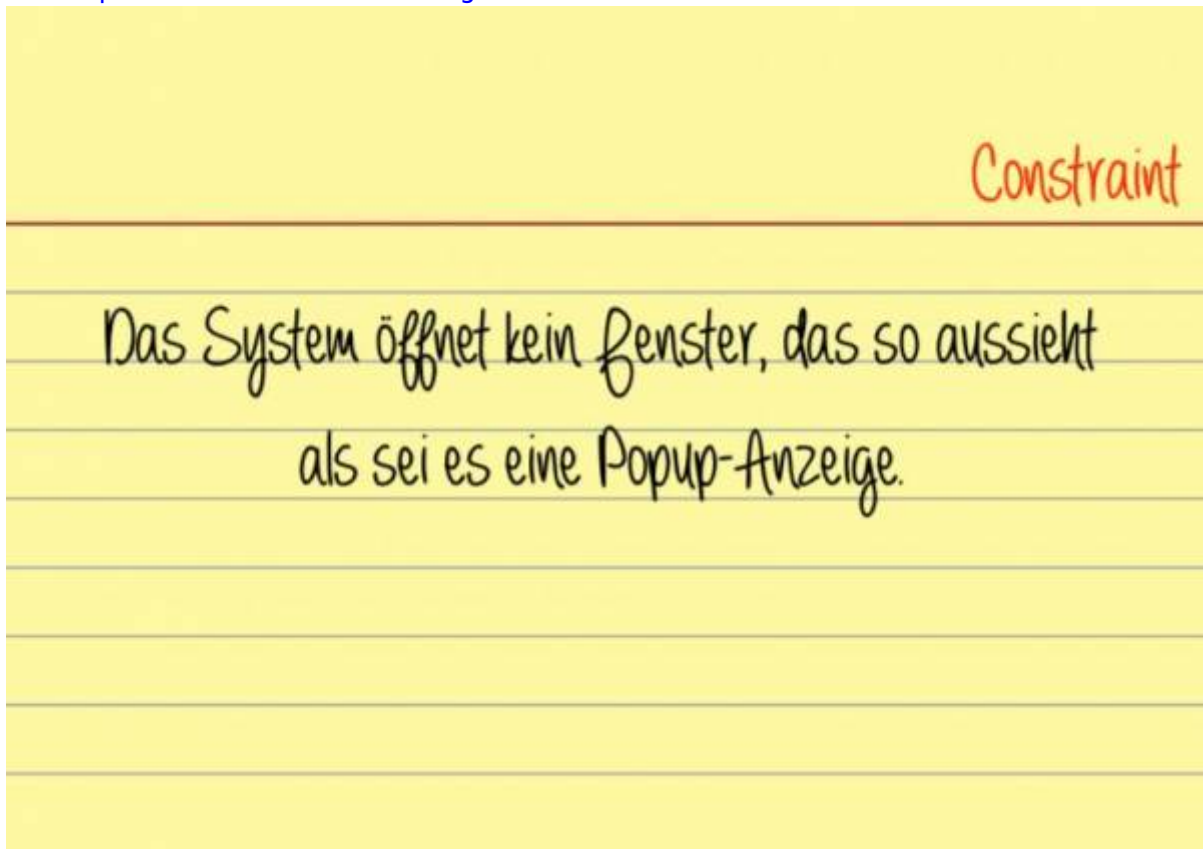 Constraint
Das System öffnet kein Fenster, das so aussieht
als sei es eine Popup-Anzeige.